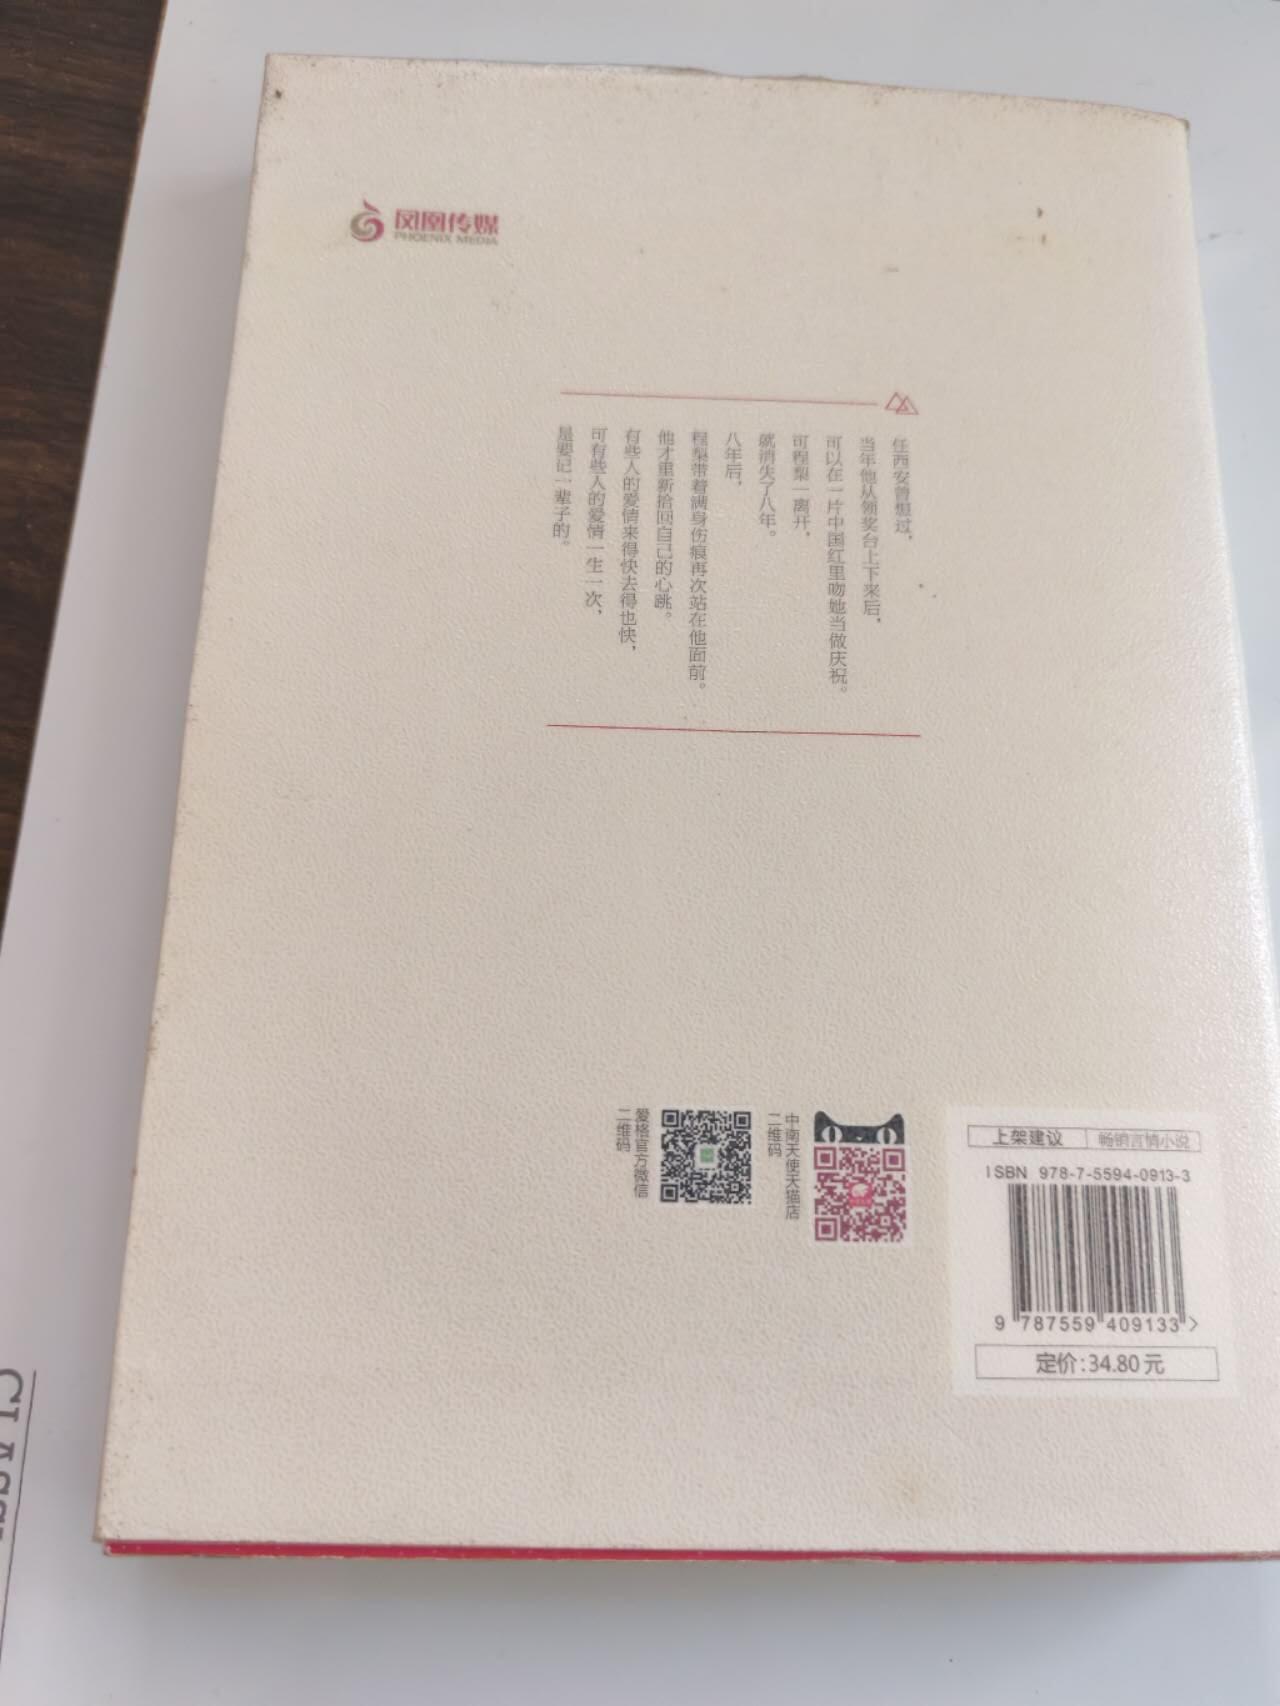 凤凰传媒
PHOENIX MEDIA
任西安曾想过，
当年他从领奖台上下来后，
可以在一片中国红里吻她当做庆祝。
可程梨一离开，
就消失了八年。
八年后，
程梨带着满身伤痕再次站在他面前。
他才重新拾回自己的心跳。
有些人的爱情来得快去得也快，
可有些人的爱情一生一次，
是要记一辈子的。
爱格官方微信
二维码
中南天使天猫店
二维码
上架建议 畅销言情小说
ISBN 978-7-5594-0913-3
9 787559 409133 >
定价:34.80元